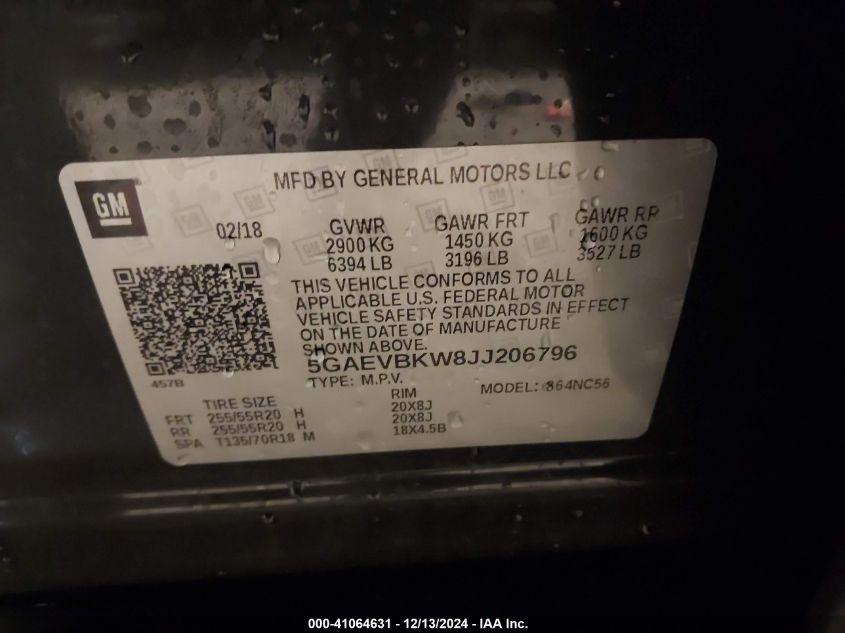 MFD BY GENERAL MOTORS LLC
GM
02/18
GVWR GAWR FRT GAWR RR
2900 KG 1450 KG 1600 KG
6394 LB 3196 LB 3527 LB
THIS VEHICLE CONFORMS TO ALL
APPLICABLE U.S. FEDERAL MOTOR
VEHICLE SAFETY STANDARDS IN EFFECT
ON THE DATE OF MANUFACTURE
SHOWN ABOVE.
5GAEVBKW8JJ206796
457B
TYPE: M.P.V. MODEL: 864NC56
TIRE SIZE RIM
FRT 255/55R20 H 20X8J
RR 255/55R20 H 20X8J
SPA T135/70R18 M 18X4.5B
000-41064631 - 12/13/2024 - IAA Inc.